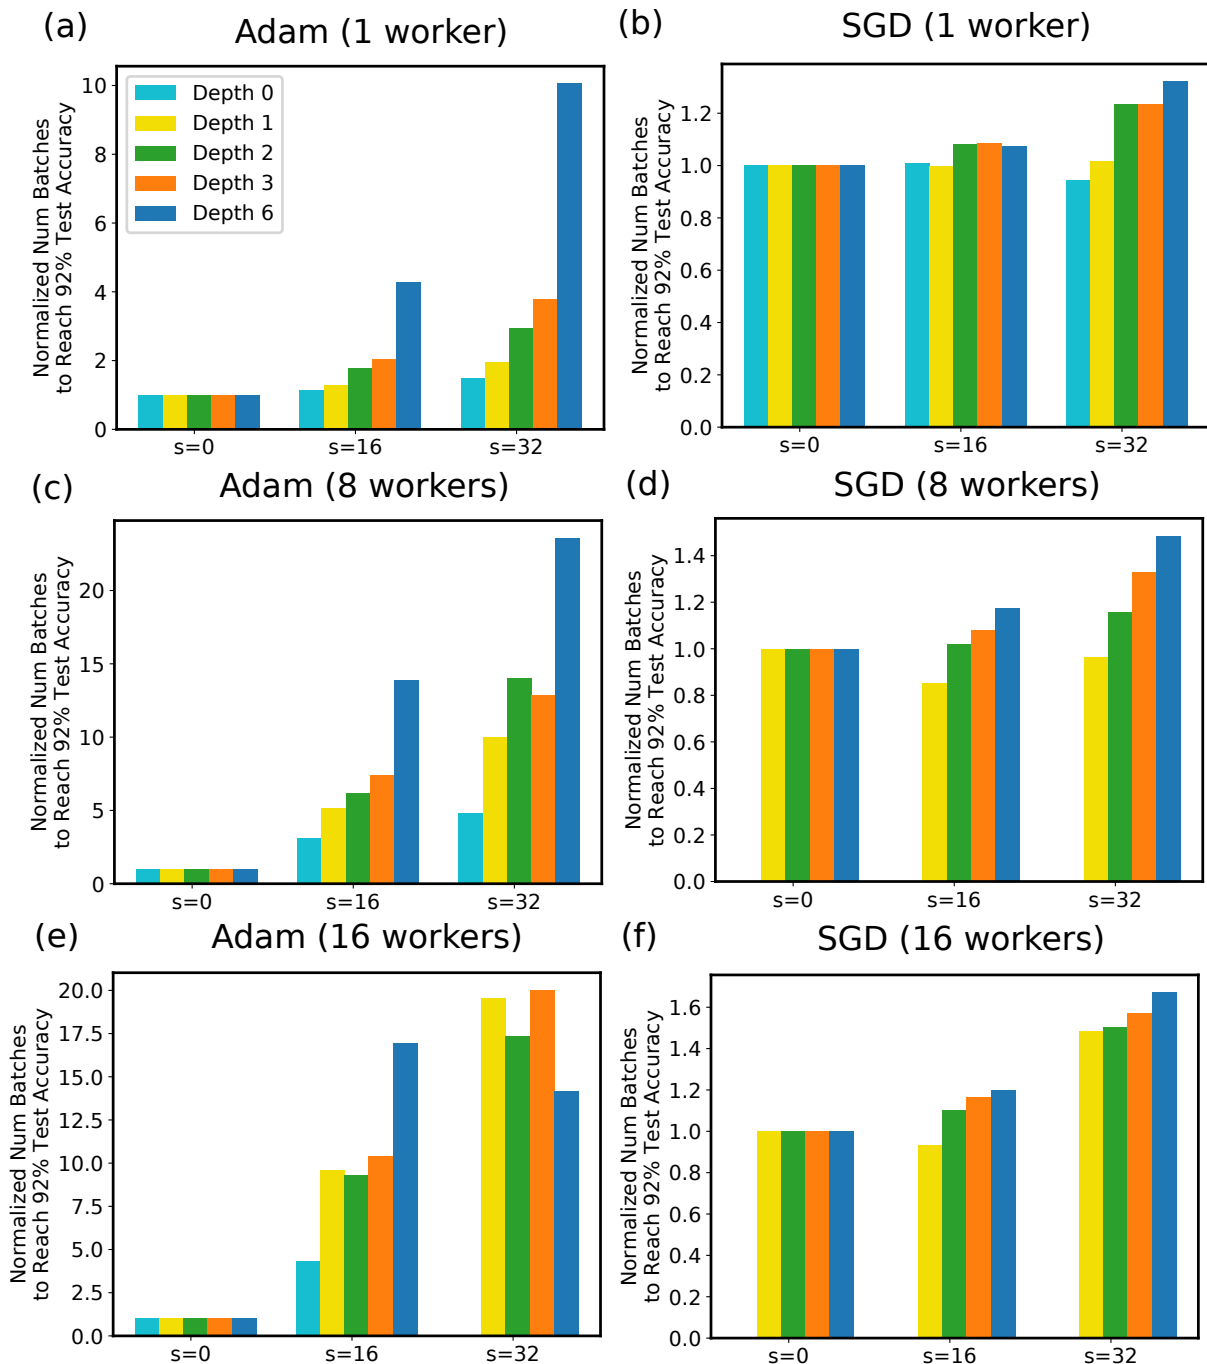 (a)
Adam (1 worker)
Normalized Num Batches
to Reach 92% Test Accuracy
10
8
6
4
2
0
Depth 0
Depth 1
Depth 2
Depth 3
Depth 6
s=0
s=16
s=32
(b)
SGD (1 worker)
Normalized Num Batches
to Reach 92% Test Accuracy
1.2
1.0
0.8
0.6
0.4
0.2
0.0
s=0
s=16
s=32
(c)
Adam (8 workers)
Normalized Num Batches
to Reach 92% Test Accuracy
20
15
10
5
0
s=0
s=16
s=32
(d)
SGD (8 workers)
Normalized Num Batches
to Reach 92% Test Accuracy
1.4
1.2
1.0
0.8
0.6
0.4
0.2
0.0
s=0
s=16
s=32
(e)
Adam (16 workers)
Normalized Num Batches
to Reach 92% Test Accuracy
20.0
17.5
15.0
12.5
10.0
7.5
5.0
2.5
0.0
s=0
s=16
s=32
(f)
SGD (16 workers)
Normalized Num Batches
to Reach 92% Test Accuracy
1.6
1.4
1.2
1.0
0.8
0.6
0.4
0.2
0.0
s=0
s=16
s=32